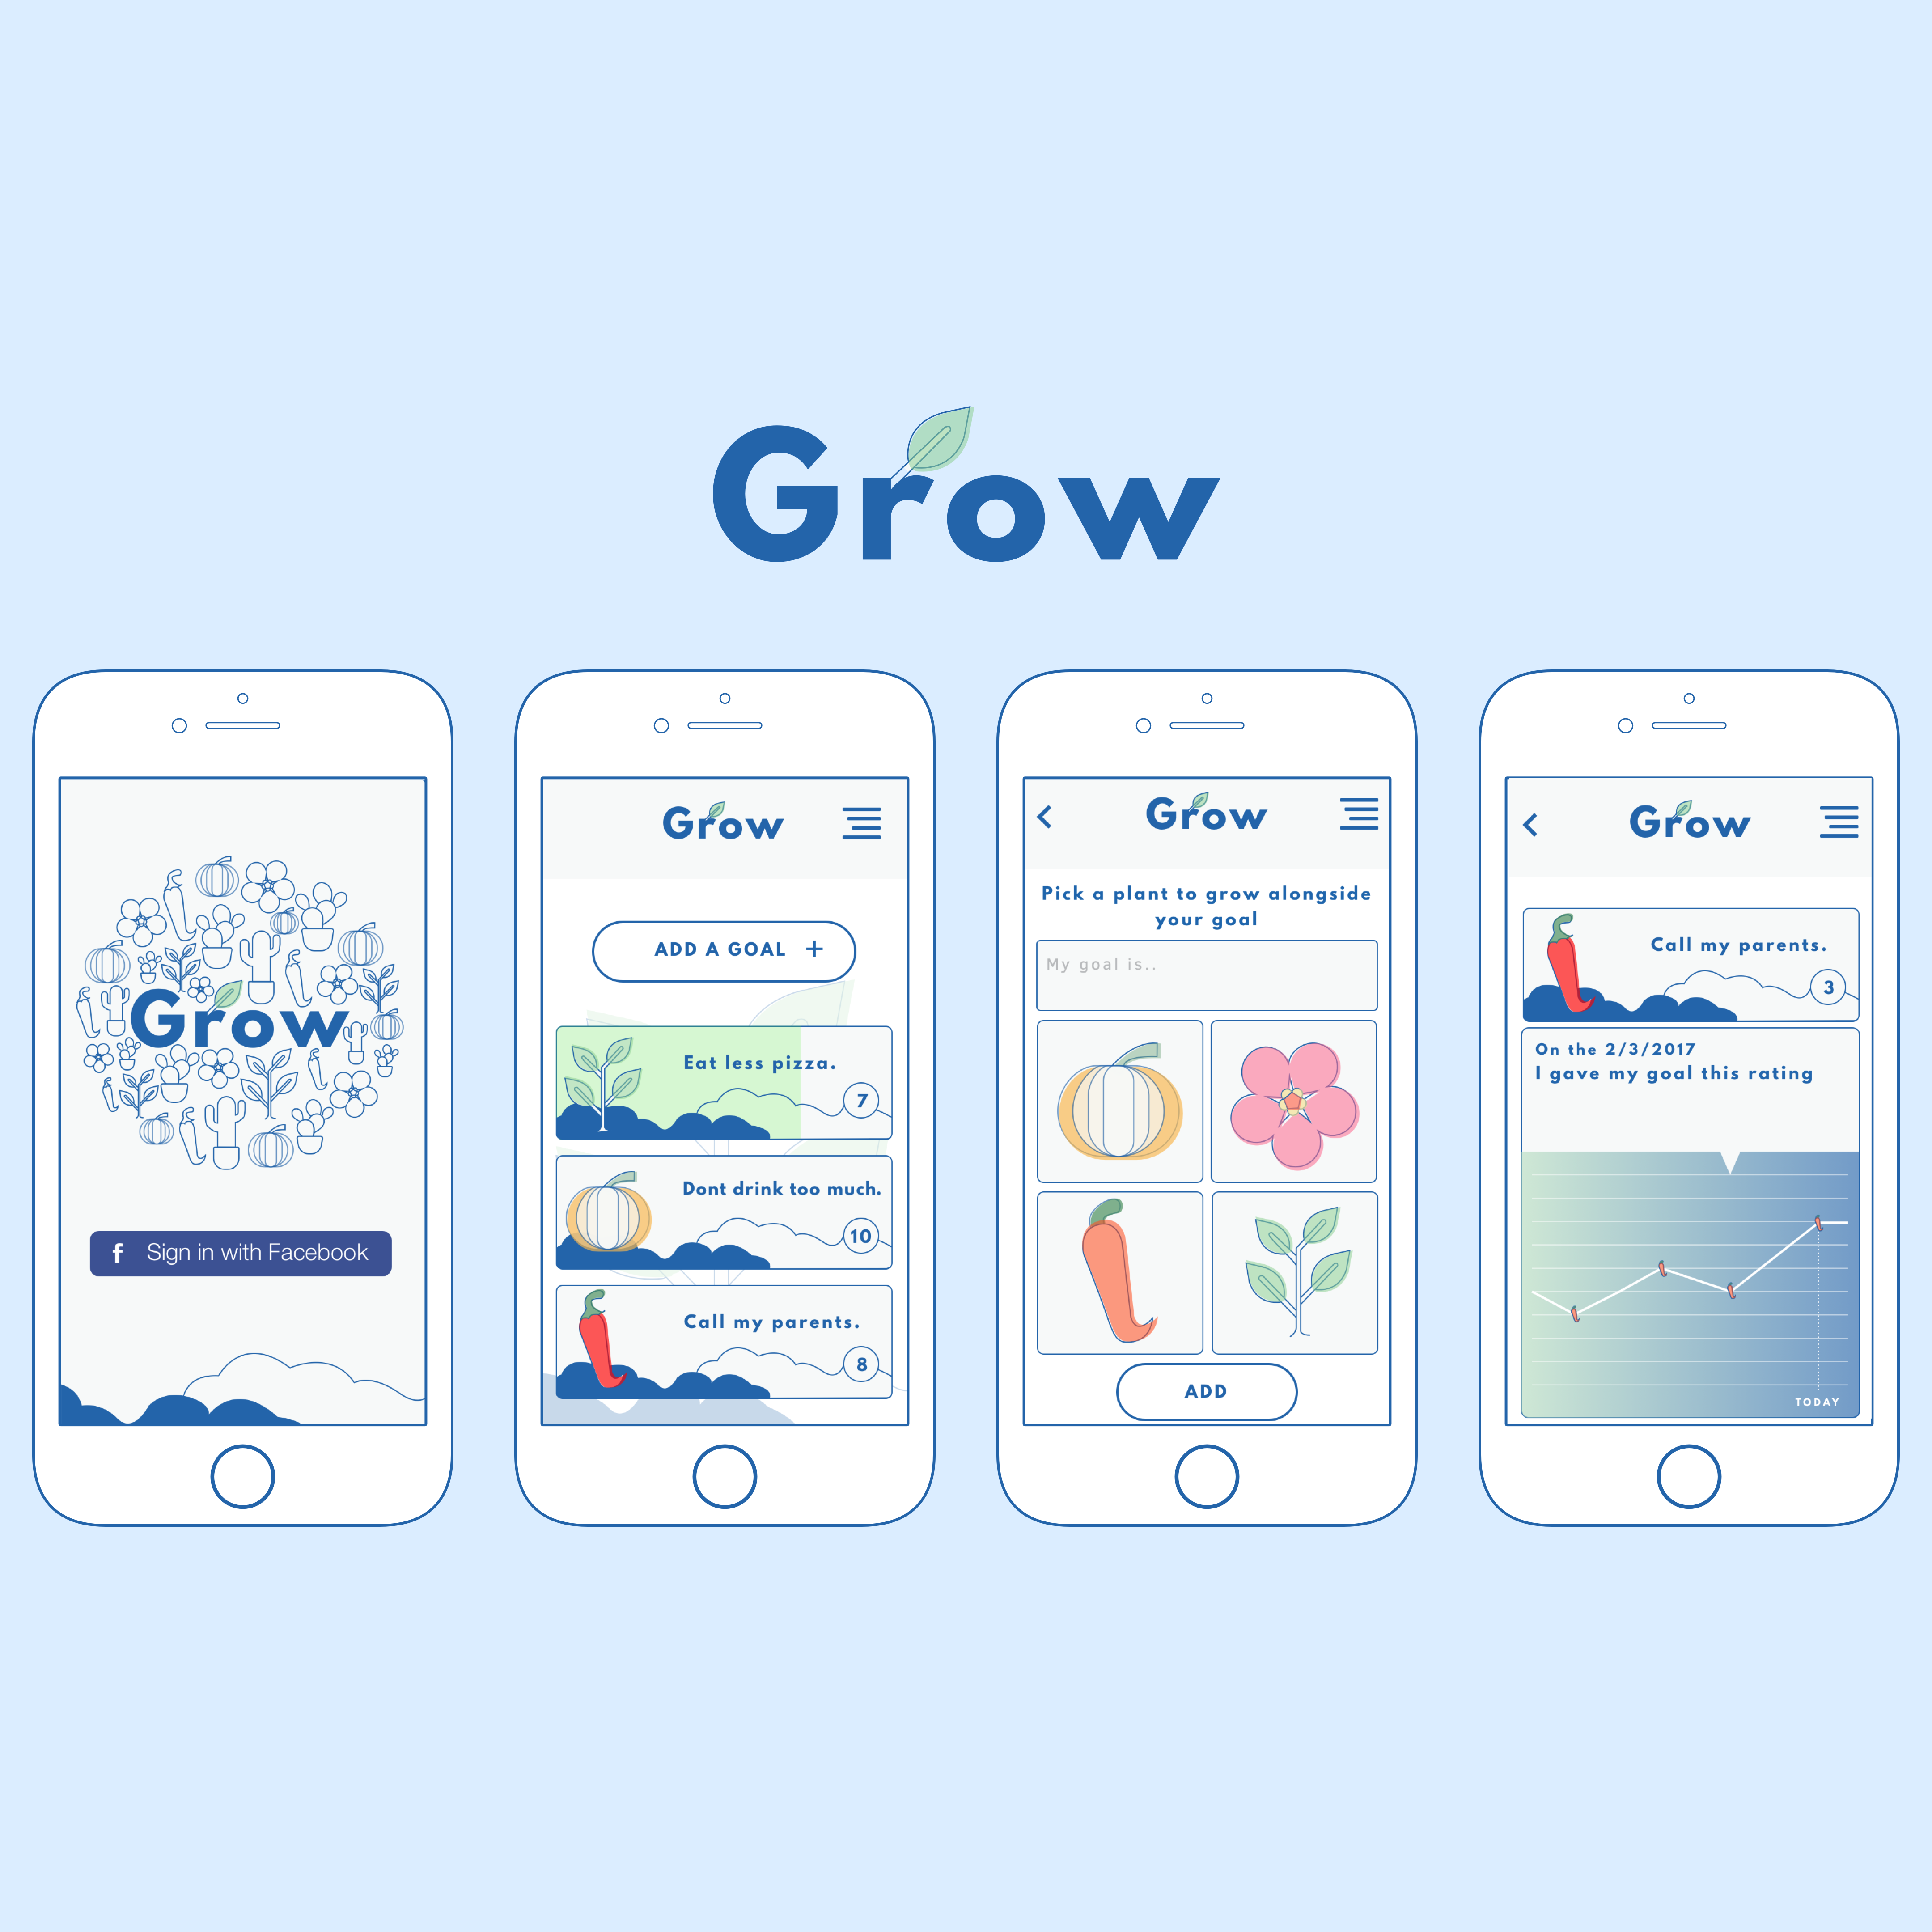 Grow
Grow
f Sign in with Facebook
Grow
ADD A GOAL +
Eat less pizza.
7
Dont drink too much.
10
Call my parents.
8
Grow
Pick a plant to grow alongside
your goal
My goal is..
ADD
Grow
Call my parents.
3
On the 2/3/2017
I gave my goal this rating
TODAY